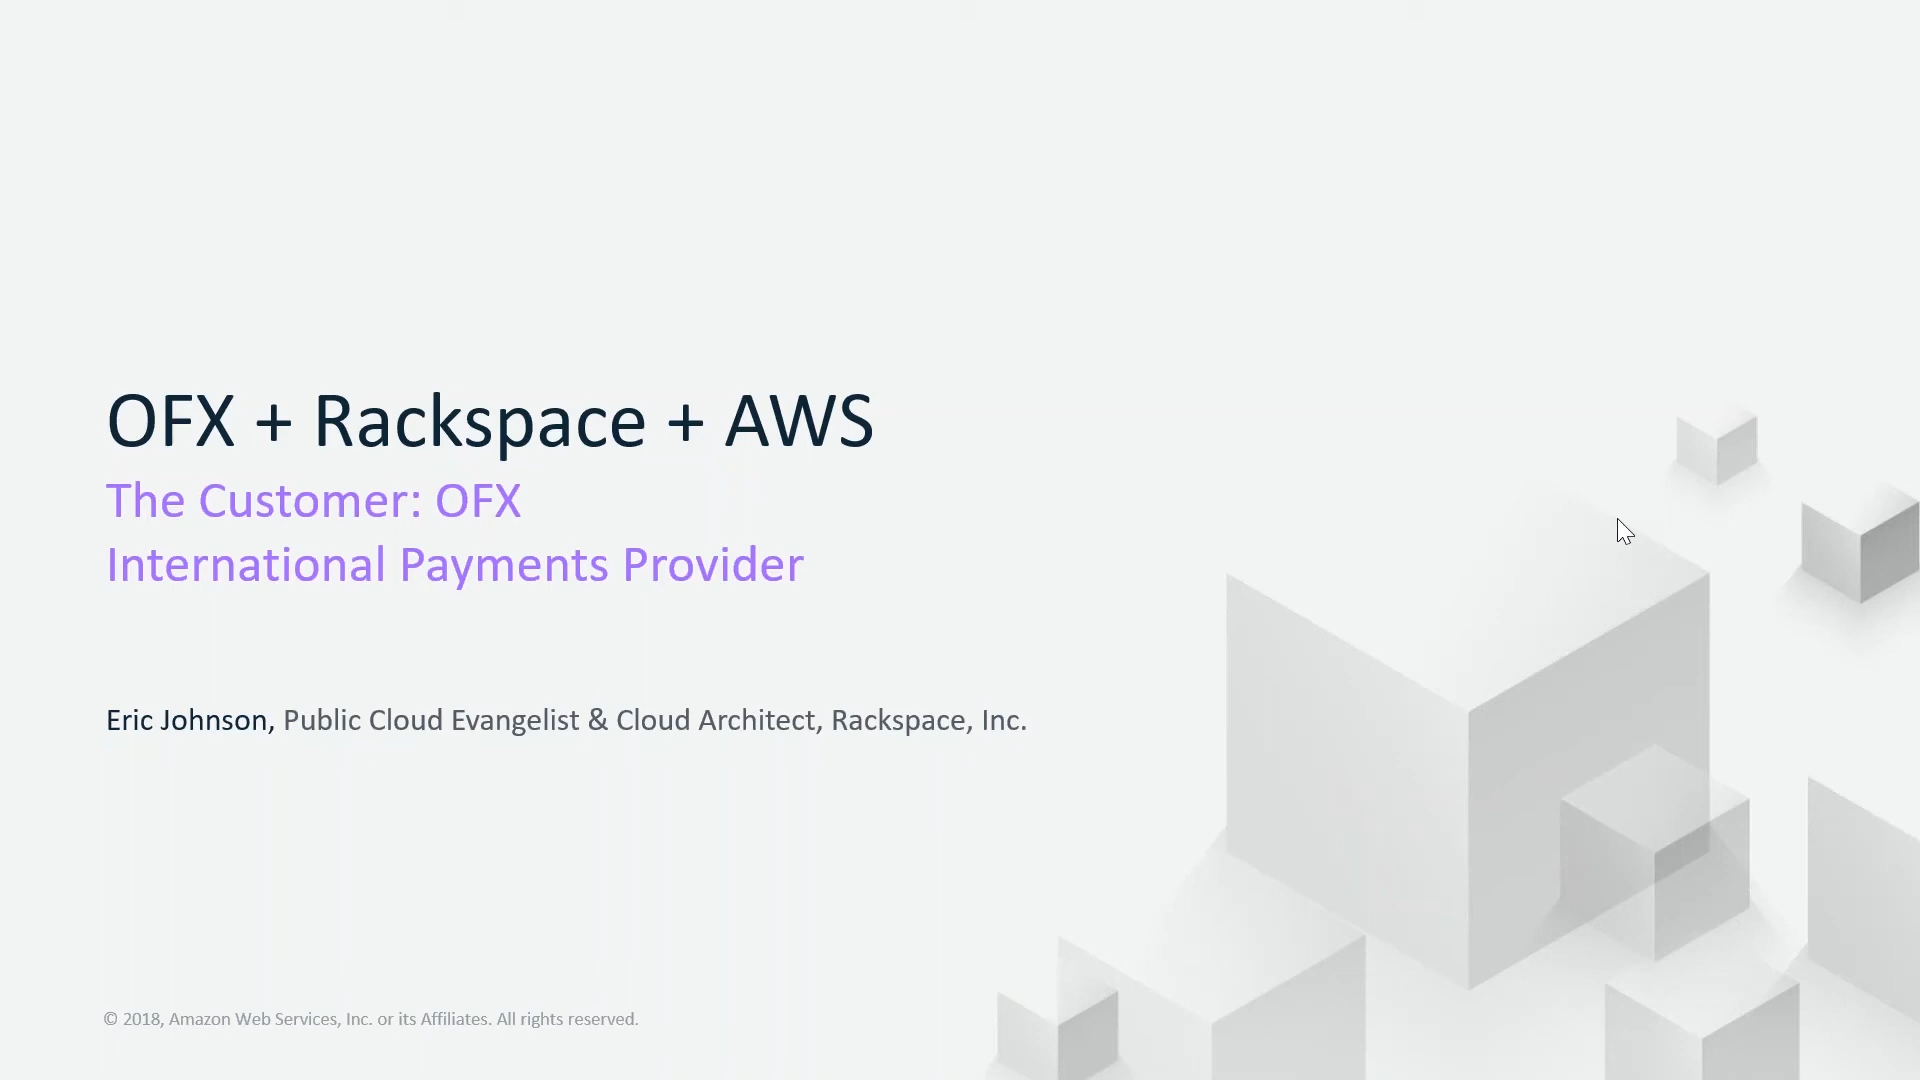 OFX + Rackspace + AWS
The Customer: OFX
International Payments Provider
Eric Johnson, Public Cloud Evangelist & Cloud Architect, Rackspace, Inc.
© 2018, Amazon Web Services, Inc. or its Affiliates. All rights reserved.